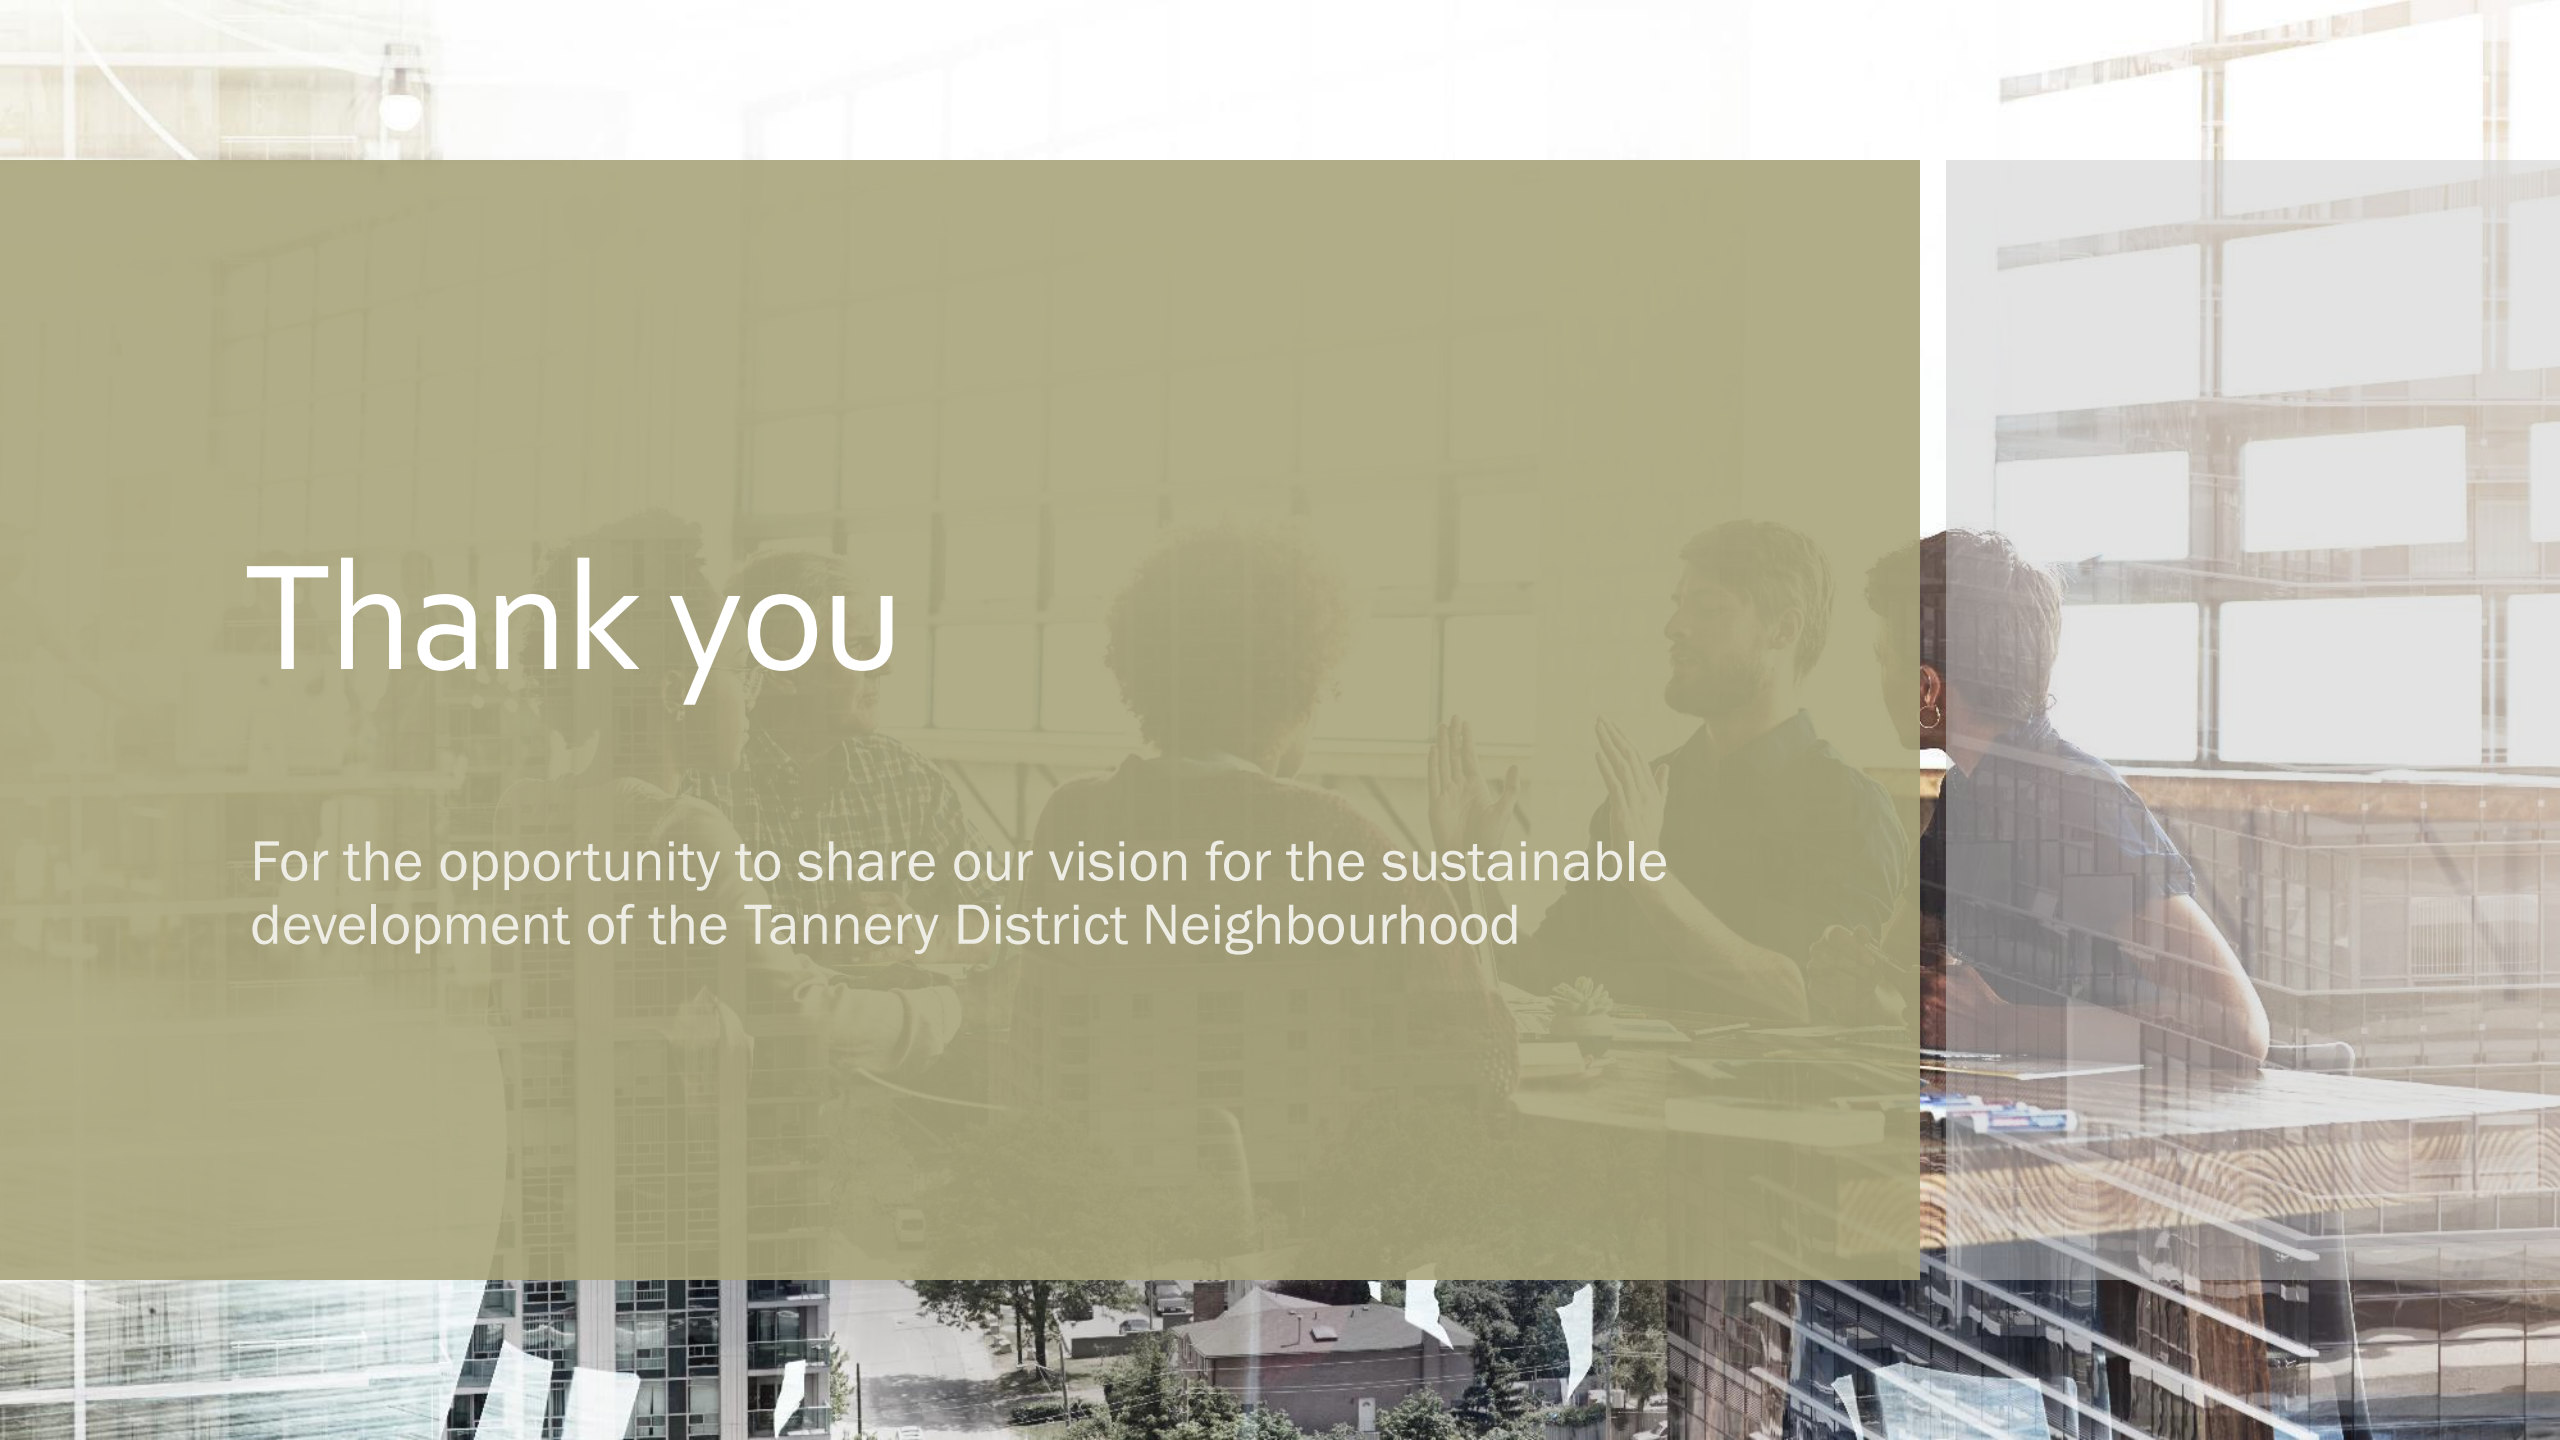 Thank you
For the opportunity to share our vision for the sustainable
development of the Tannery District Neighbourhood